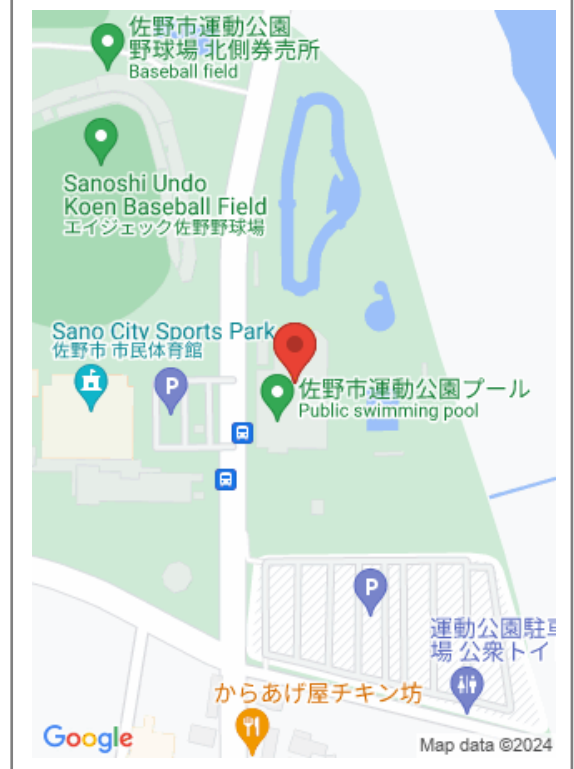 佐野市運動公園
野球場 北側券売所
Baseball field
Sanoshi Undo
Koen Baseball Field
エイジェック佐野野球場
Sano City Sports Park
佐野市 市民体育館
P
佐野市運動公園プール
Public swimming pool
P
運動公園駐車
場 公衆トイ
からあげ屋チキン坊
Google
Map data ©2024